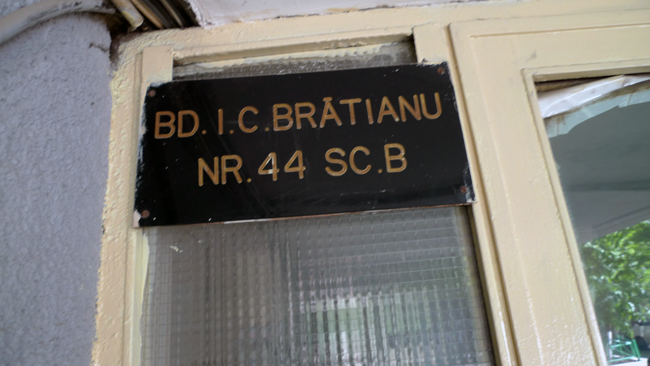 BD. I.C. BRĂTIANU
NR. 44 SC. B